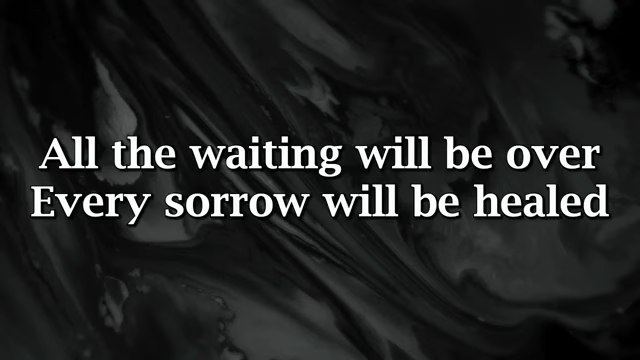 All the waiting will be over
Every sorrow will be healed